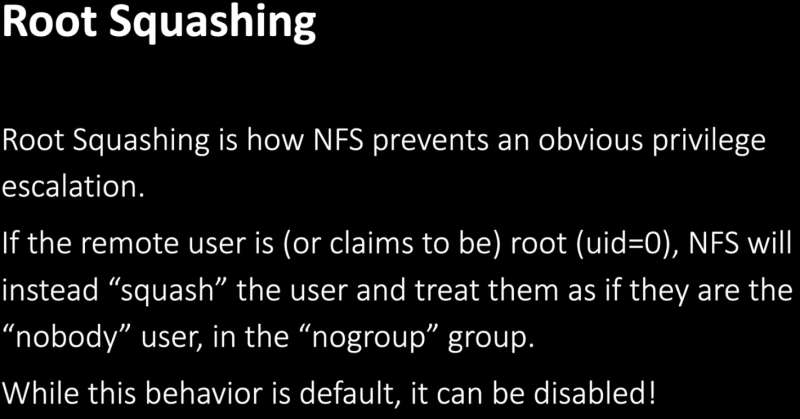 Root Squashing
Root Squashing is how NFS prevents an obvious privilege
escalation.
If the remote user is (or claims to be) root (uid=0), NFS will
instead “squash” the user and treat them as if they are the
“nobody” user, in the “nogroup” group.
While this behavior is default, it can be disabled!